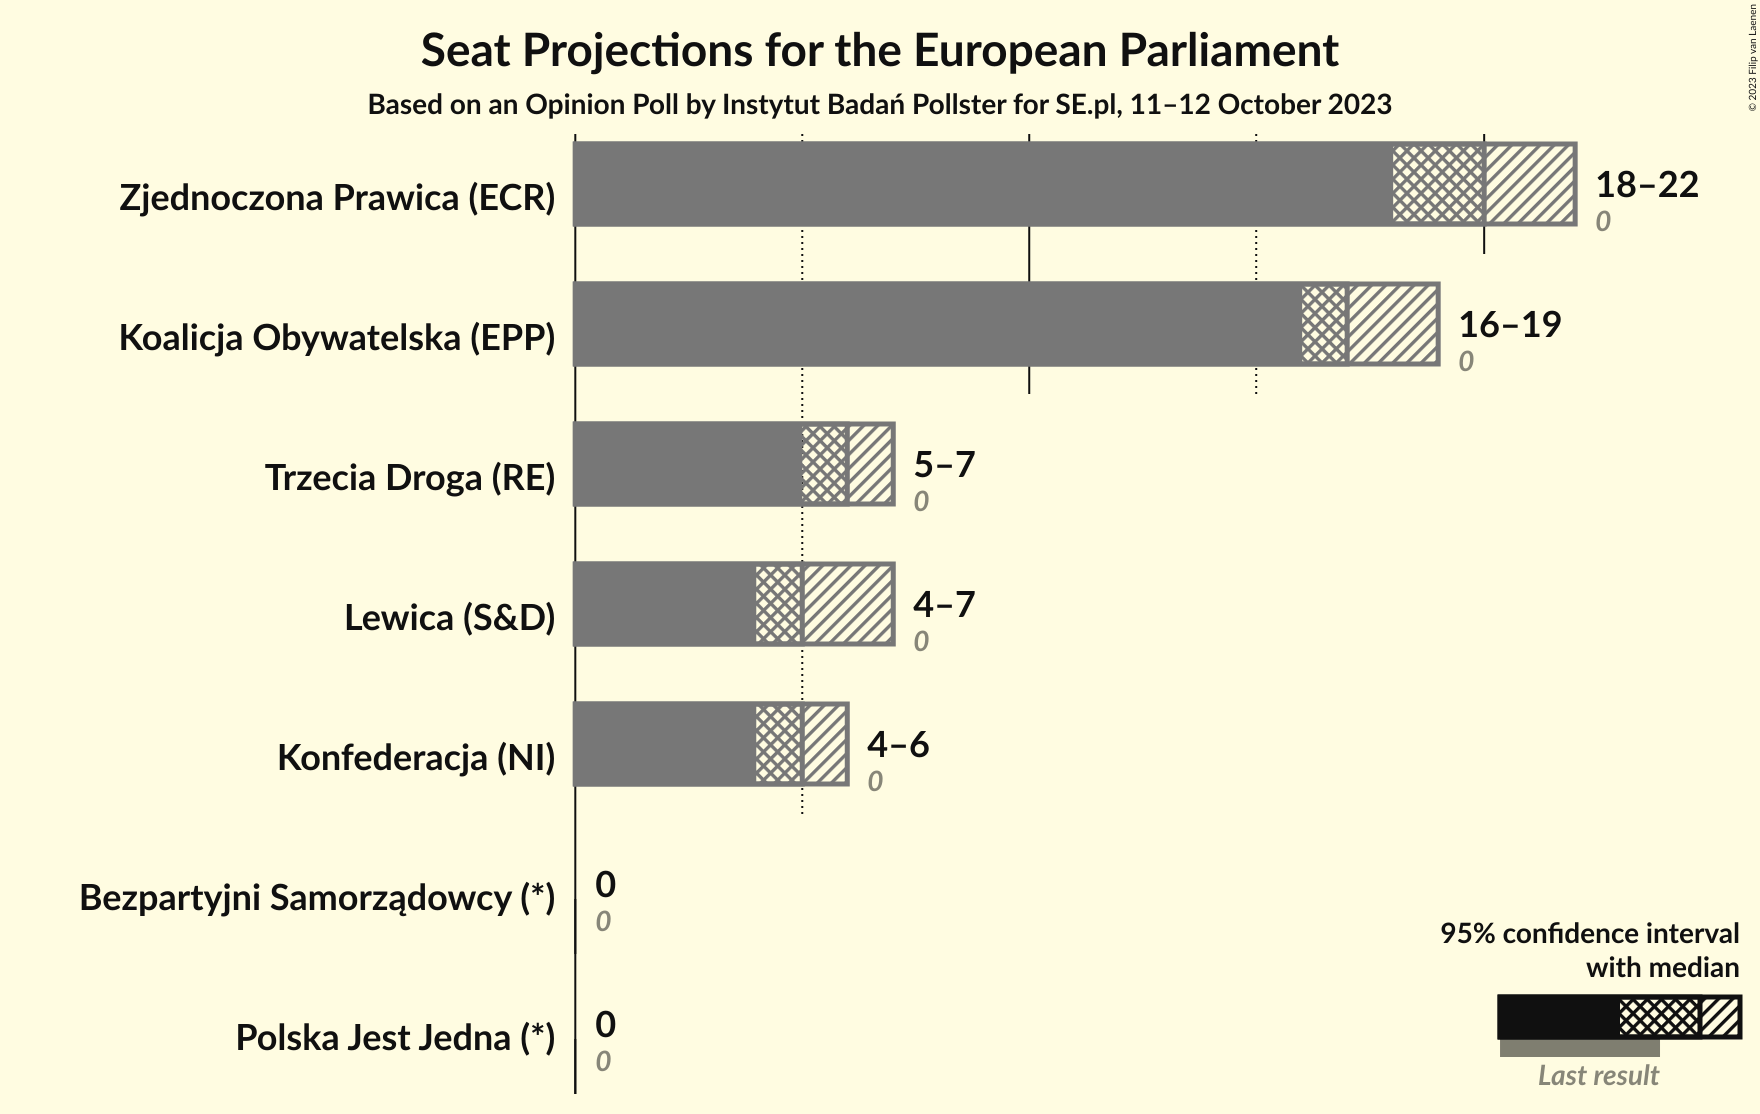 Seat Projections for the European Parliament
Based on an Opinion Poll by Instytut Badań Pollster for SE.pl, 11–12 October 2023
© 2023 Filip van Laenen
Zjednoczona Prawica (ECR)
18–22
0
Koalicja Obywatelska (EPP)
16–19
0
Trzecia Droga (RE)
5–7
0
Lewica (S&D)
4–7
0
Konfederacja (NI)
4–6
0
Bezpartyjni Samorządowcy (*)
0
0
Polska Jest Jedna (*)
0
0
95% confidence interval
with median
Last result